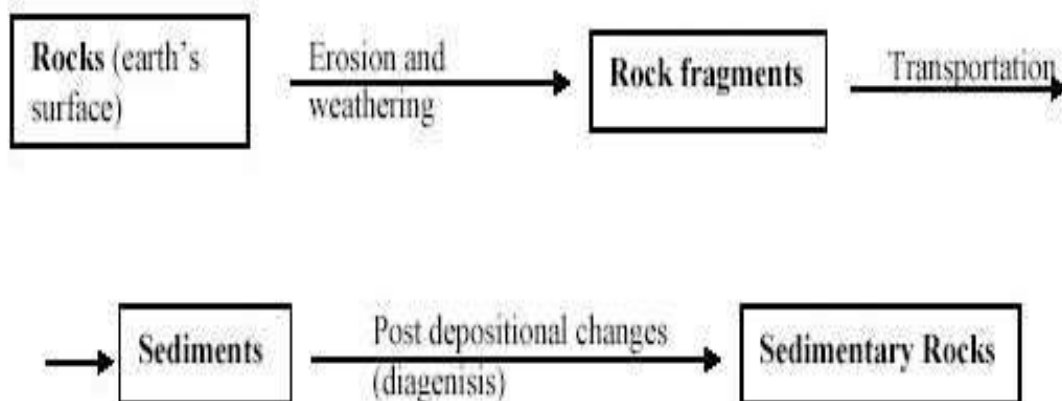 Rocks (earth's
surface)
Erosion and
weathering
Rock fragments
Transportation
Sediments
Post depositional changes
(diagenisis)
Sedimentary Rocks